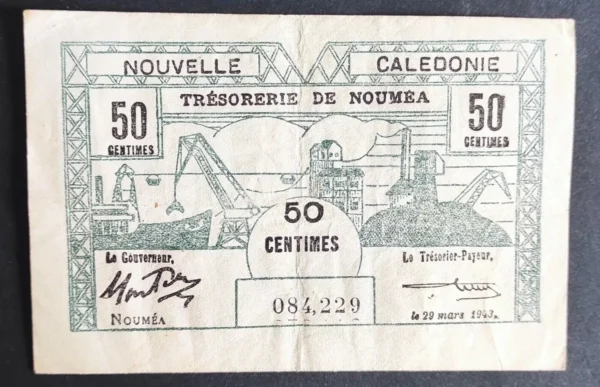 NOUVELLE CALEDONIE
TRÉSORERIE DE NOUMÉA
50 50
CENTIMES CENTIMES
50
CENTIMES
Le Gouverneur, Le Trésorier-Payeur,
084,229
NOUMÉA le 29 mars 1943.